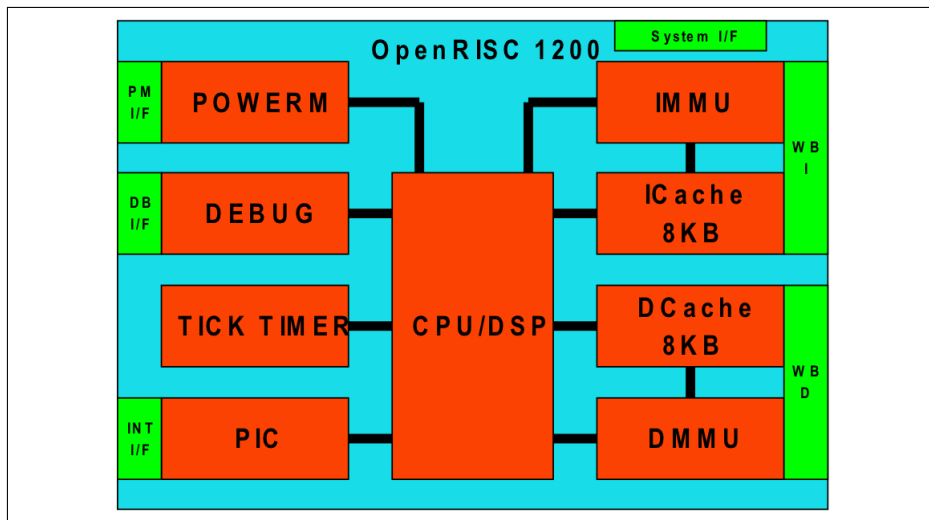 System I/F
OpenRISC 1200
PM
I/F
POWERM
IMMU
WB
I
DB
I/F
DEBUG
ICache
8KB
TICK TIMER
CPU/DSP
DCache
8KB
WB
D
INT
I/F
PIC
DMMU